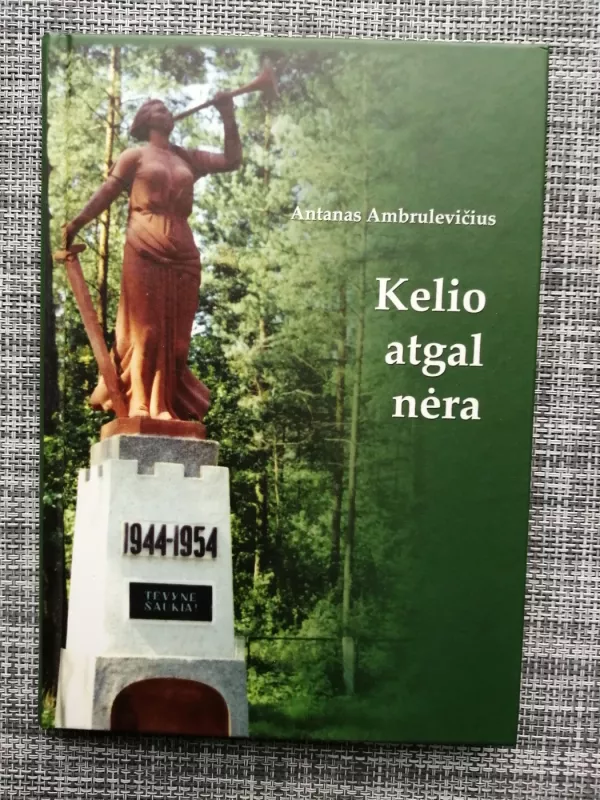 Antanas Ambrulevičius
Kelio
atgal
nėra
1944-1954
TĖVYNĖ
ŠAUKIA!